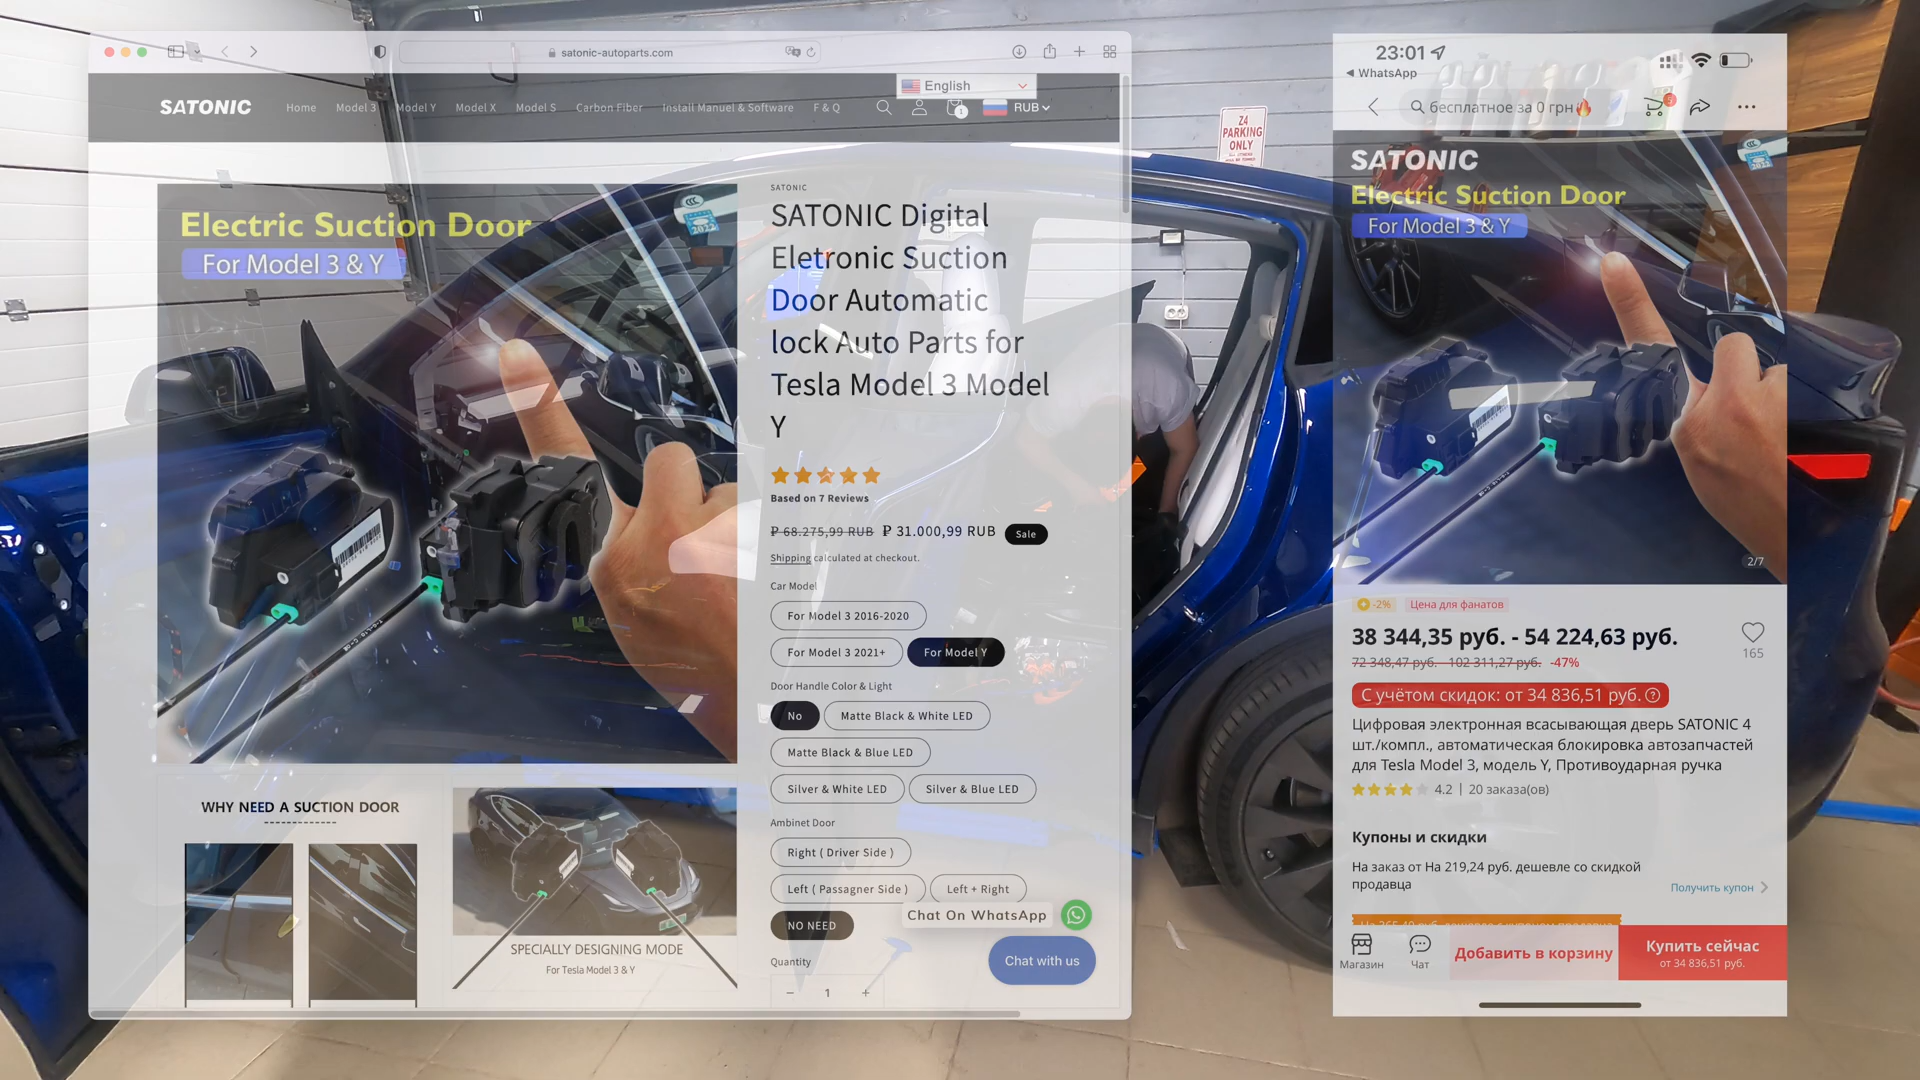 satonic-autoparts.com
English
SATONIC
Home
Model 3
Model Y
Model X
Model S
Carbon Fiber
Install Manuel & Software
F & Q
1
RUB
Electric Suction Door
For Model 3 & Y
2022
WHY NEED A SUCTION DOOR
SPECIALLY DESIGNING MODE
For Tesla Model 3 & Y
SATONIC
SATONIC Digital
Eletronic Suction
Door Automatic
lock Auto Parts for
Tesla Model 3 Model
Y
Based on 7 Reviews
₽ 68.275,99 RUB ₽ 31.000,99 RUB Sale
Shipping calculated at checkout.
Car Model
For Model 3 2016-2020
For Model 3 2021+
For Model Y
Door Handle Color & Light
No
Matte Black & White LED
Matte Black & Blue LED
Silver & White LED
Silver & Blue LED
Ambinet Door
Right ( Driver Side )
Left ( Passagner Side )
Left + Right
NO NEED
Chat On WhatsApp
Quantity
− 1 +
Chat with us
Z4
PARKING
ONLY
23:01
WhatsApp
бесплатное за 0 грн🔥
SATONIC
Electric Suction Door
For Model 3 & Y
2022
2/7
-2%
Цена для фанатов
38 344,35 руб. - 54 224,63 руб.
72 348,47 руб. - 102 311,27 руб. -47%
165
С учётом скидок: от 34 836,51 руб.
Цифровая электронная всасывающая дверь SATONIC 4
шт./компл., автоматическая блокировка автозапчастей
для Tesla Model 3, модель Y, Противоударная ручка
4.2 | 20 заказа(ов)
Купоны и скидки
На заказ от На 219,24 руб. дешевле со скидкой
продавца
Получить купон
Магазин
Чат
Добавить в корзину
Купить сейчас
от 34 836,51 руб.